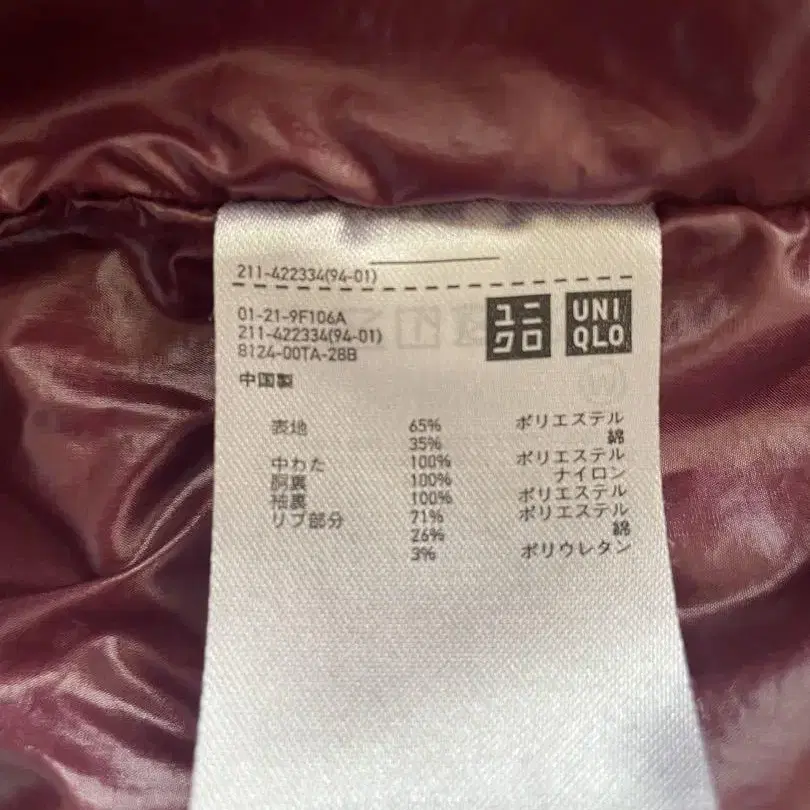 211-422334(94-01)
01-21-9F106A
211-422334(94-01)
8124-00TA-28B
ユニ
クロ
UNI
QLO
中国製
表地 65% ポリエステル
35% 綿
中わた 100% ポリエステル
胴裏 100% ナイロン
袖裏 100% ポリエステル
リブ部分 71% ポリエステル
26% 綿
3% ポリウレタン